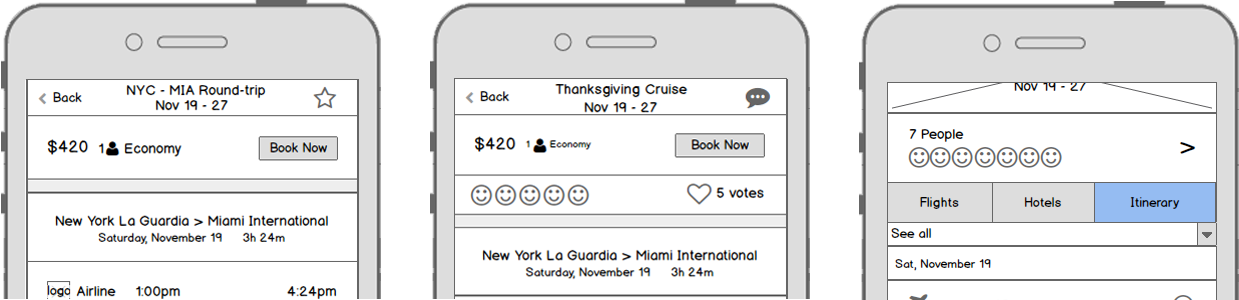 < Back
NYC - MIA Round-trip
Nov 19 - 27
$420 1 Economy
Book Now
New York La Guardia > Miami International
Saturday, November 19 3h 24m
logo Airline 1:00pm 4:24pm
< Back
Thanksgiving Cruise
Nov 19 - 27
$420 1 Economy
Book Now
5 votes
New York La Guardia > Miami International
Saturday, November 19 3h 24m
Nov 19 - 27
7 People
>
Flights Hotels Itinerary
See all
Sat, November 19